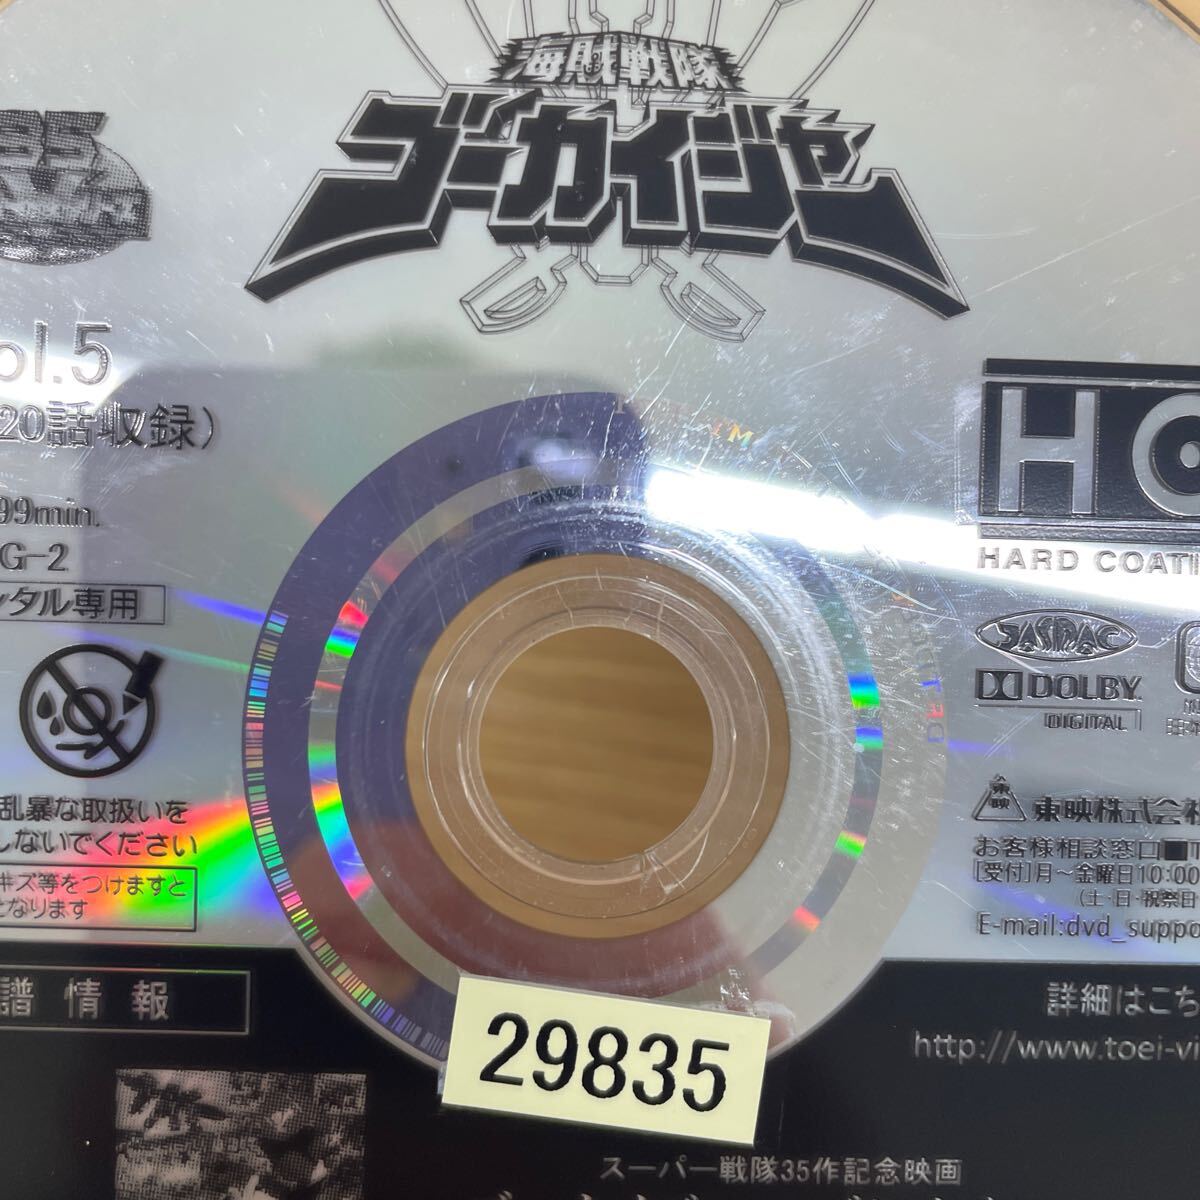 海賊戦隊
ゴーカイジャー
35
ol.5
20話収録)
99min.
G-2
ンタル専用
乱暴な取扱いを
しないでください
キズ等をつけますと
となります
HARD COATI
JASRAC
DOLBY
DIGITAL
東映
東映株式会社
お客様相談窓口■T
[受付]月~金曜日10:00
(土・日・祝祭日
E-mail:dvd_suppo
譜情報
詳細はこち
http://www.toei-vi
29835
スーパー戦隊35作記念映画